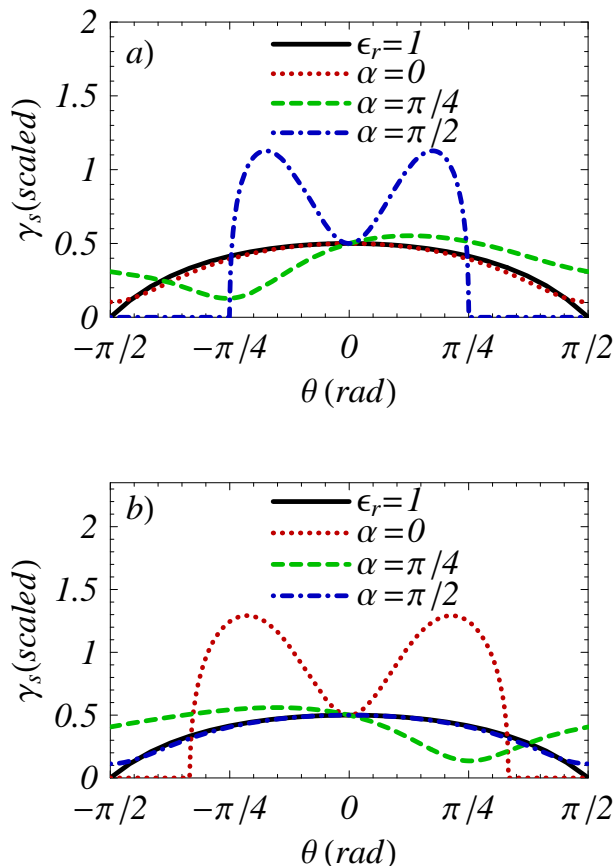 2
a)
ϵr=1
α=0
1.5
α=π/4
α=π/2
1
γs(scaled)
0.5
0
−π/2 −π/4 0 π/4 π/2
θ(rad)
b)
ϵr=1
2
α=0
α=π/4
1.5
α=π/2
γs(scaled)
1
0.5
0
−π/2 −π/4 0 π/4 π/2
θ(rad)